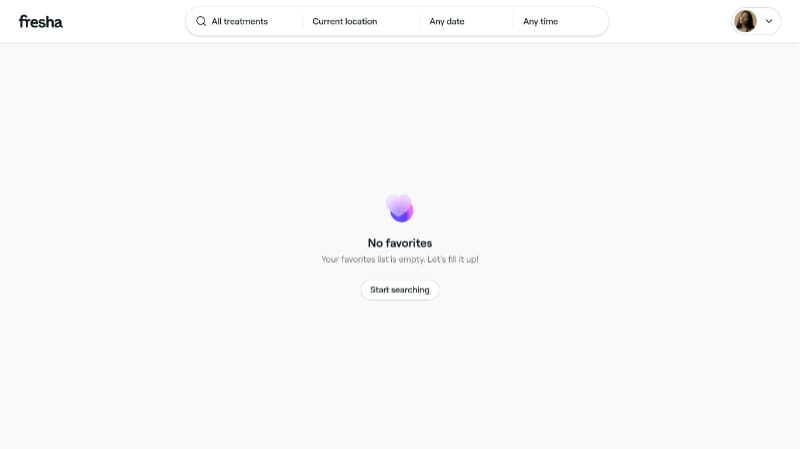 fresha
All treatments
Current location
Any date
Any time
No favorites
Your favorites list is empty. Let's fill it up!
Start searching